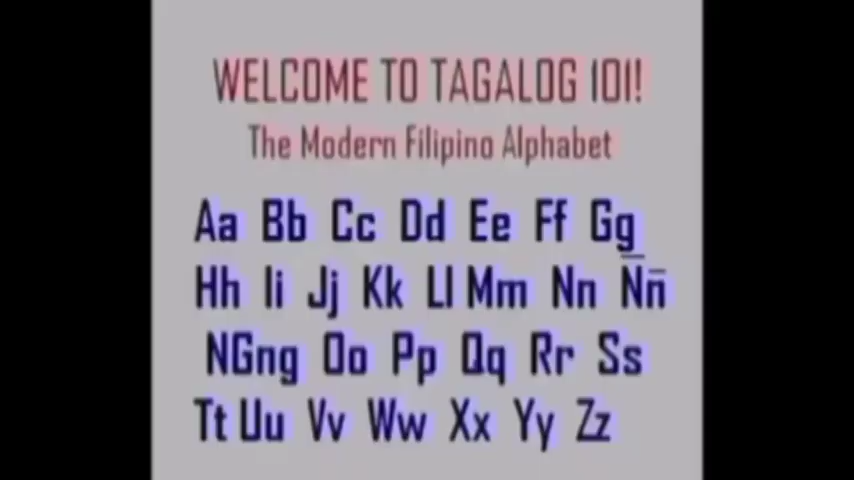 WELCOME TO TAGALOG 101!
The Modern Filipino Alphabet
Aa Bb Cc Dd Ee Ff Gg
Hh Ii Jj Kk Ll Mm Nn Ññ
NGng Oo Pp Qq Rr Ss
Tt Uu Vv Ww Xx Yy Zz